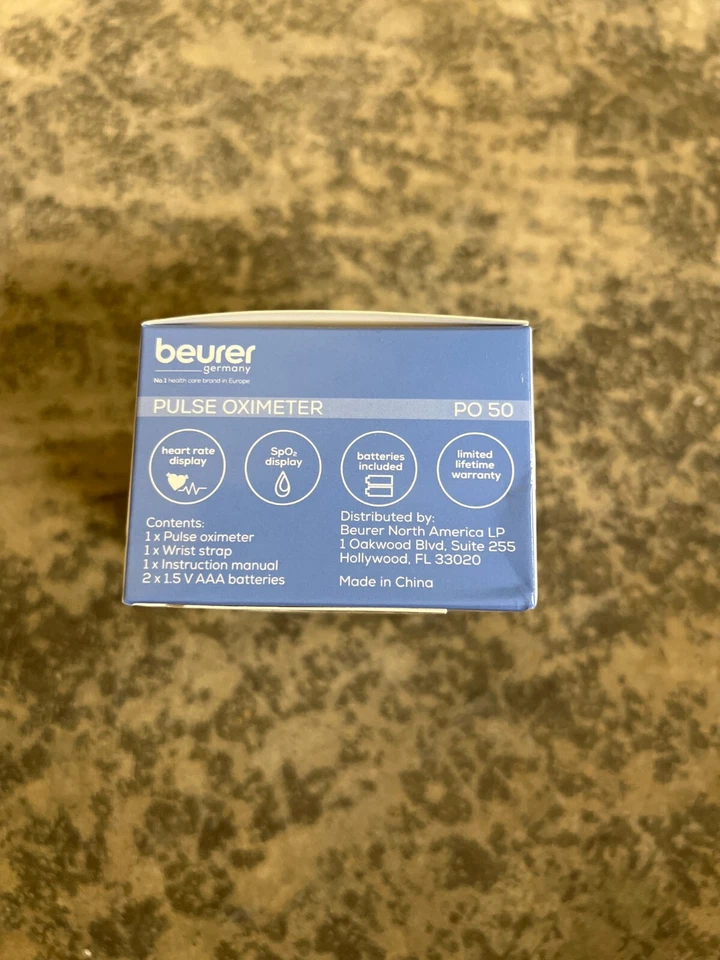 beurer
germany
No.1 health care brand in Europe
PULSE OXIMETER PO 50
heart rate
display
SpO₂
display
batteries
included
limited
lifetime
warranty
Contents:
1 x Pulse oximeter
1 x Wrist strap
1 x Instruction manual
2 x 1.5 V AAA batteries
Distributed by:
Beurer North America LP
1 Oakwood Blvd, Suite 255
Hollywood, FL 33020
Made in China